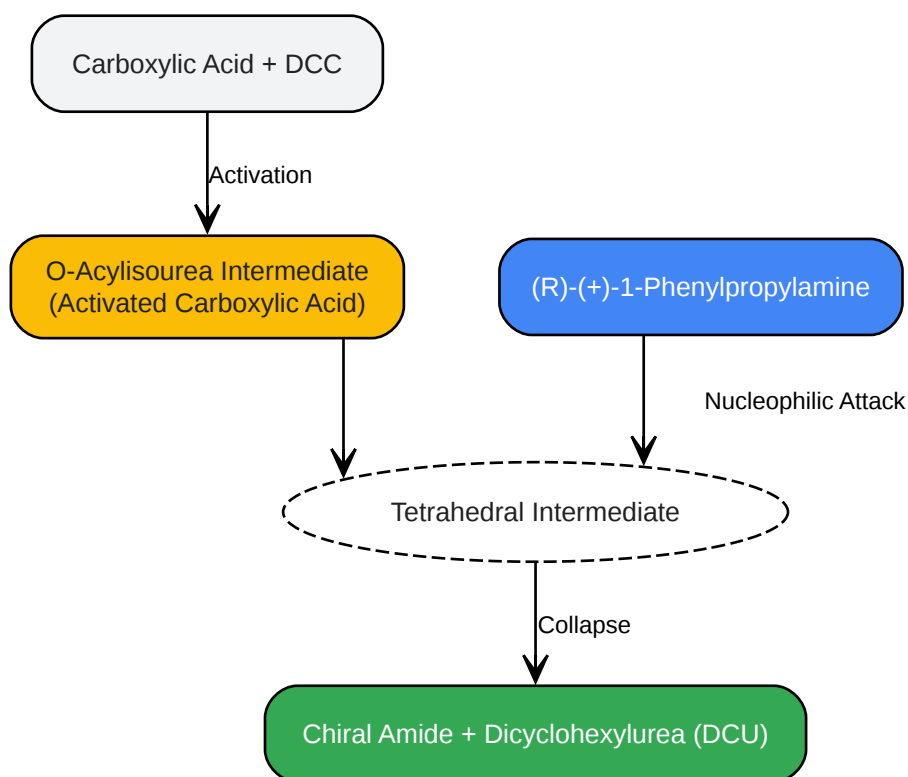 Carboxylic Acid + DCC
Activation
O-Acylisourea Intermediate
(Activated Carboxylic Acid)
(R)-(+)-1-Phenylpropylamine
Nucleophilic Attack
Tetrahedral Intermediate
Collapse
Chiral Amide + Dicyclohexylurea (DCU)